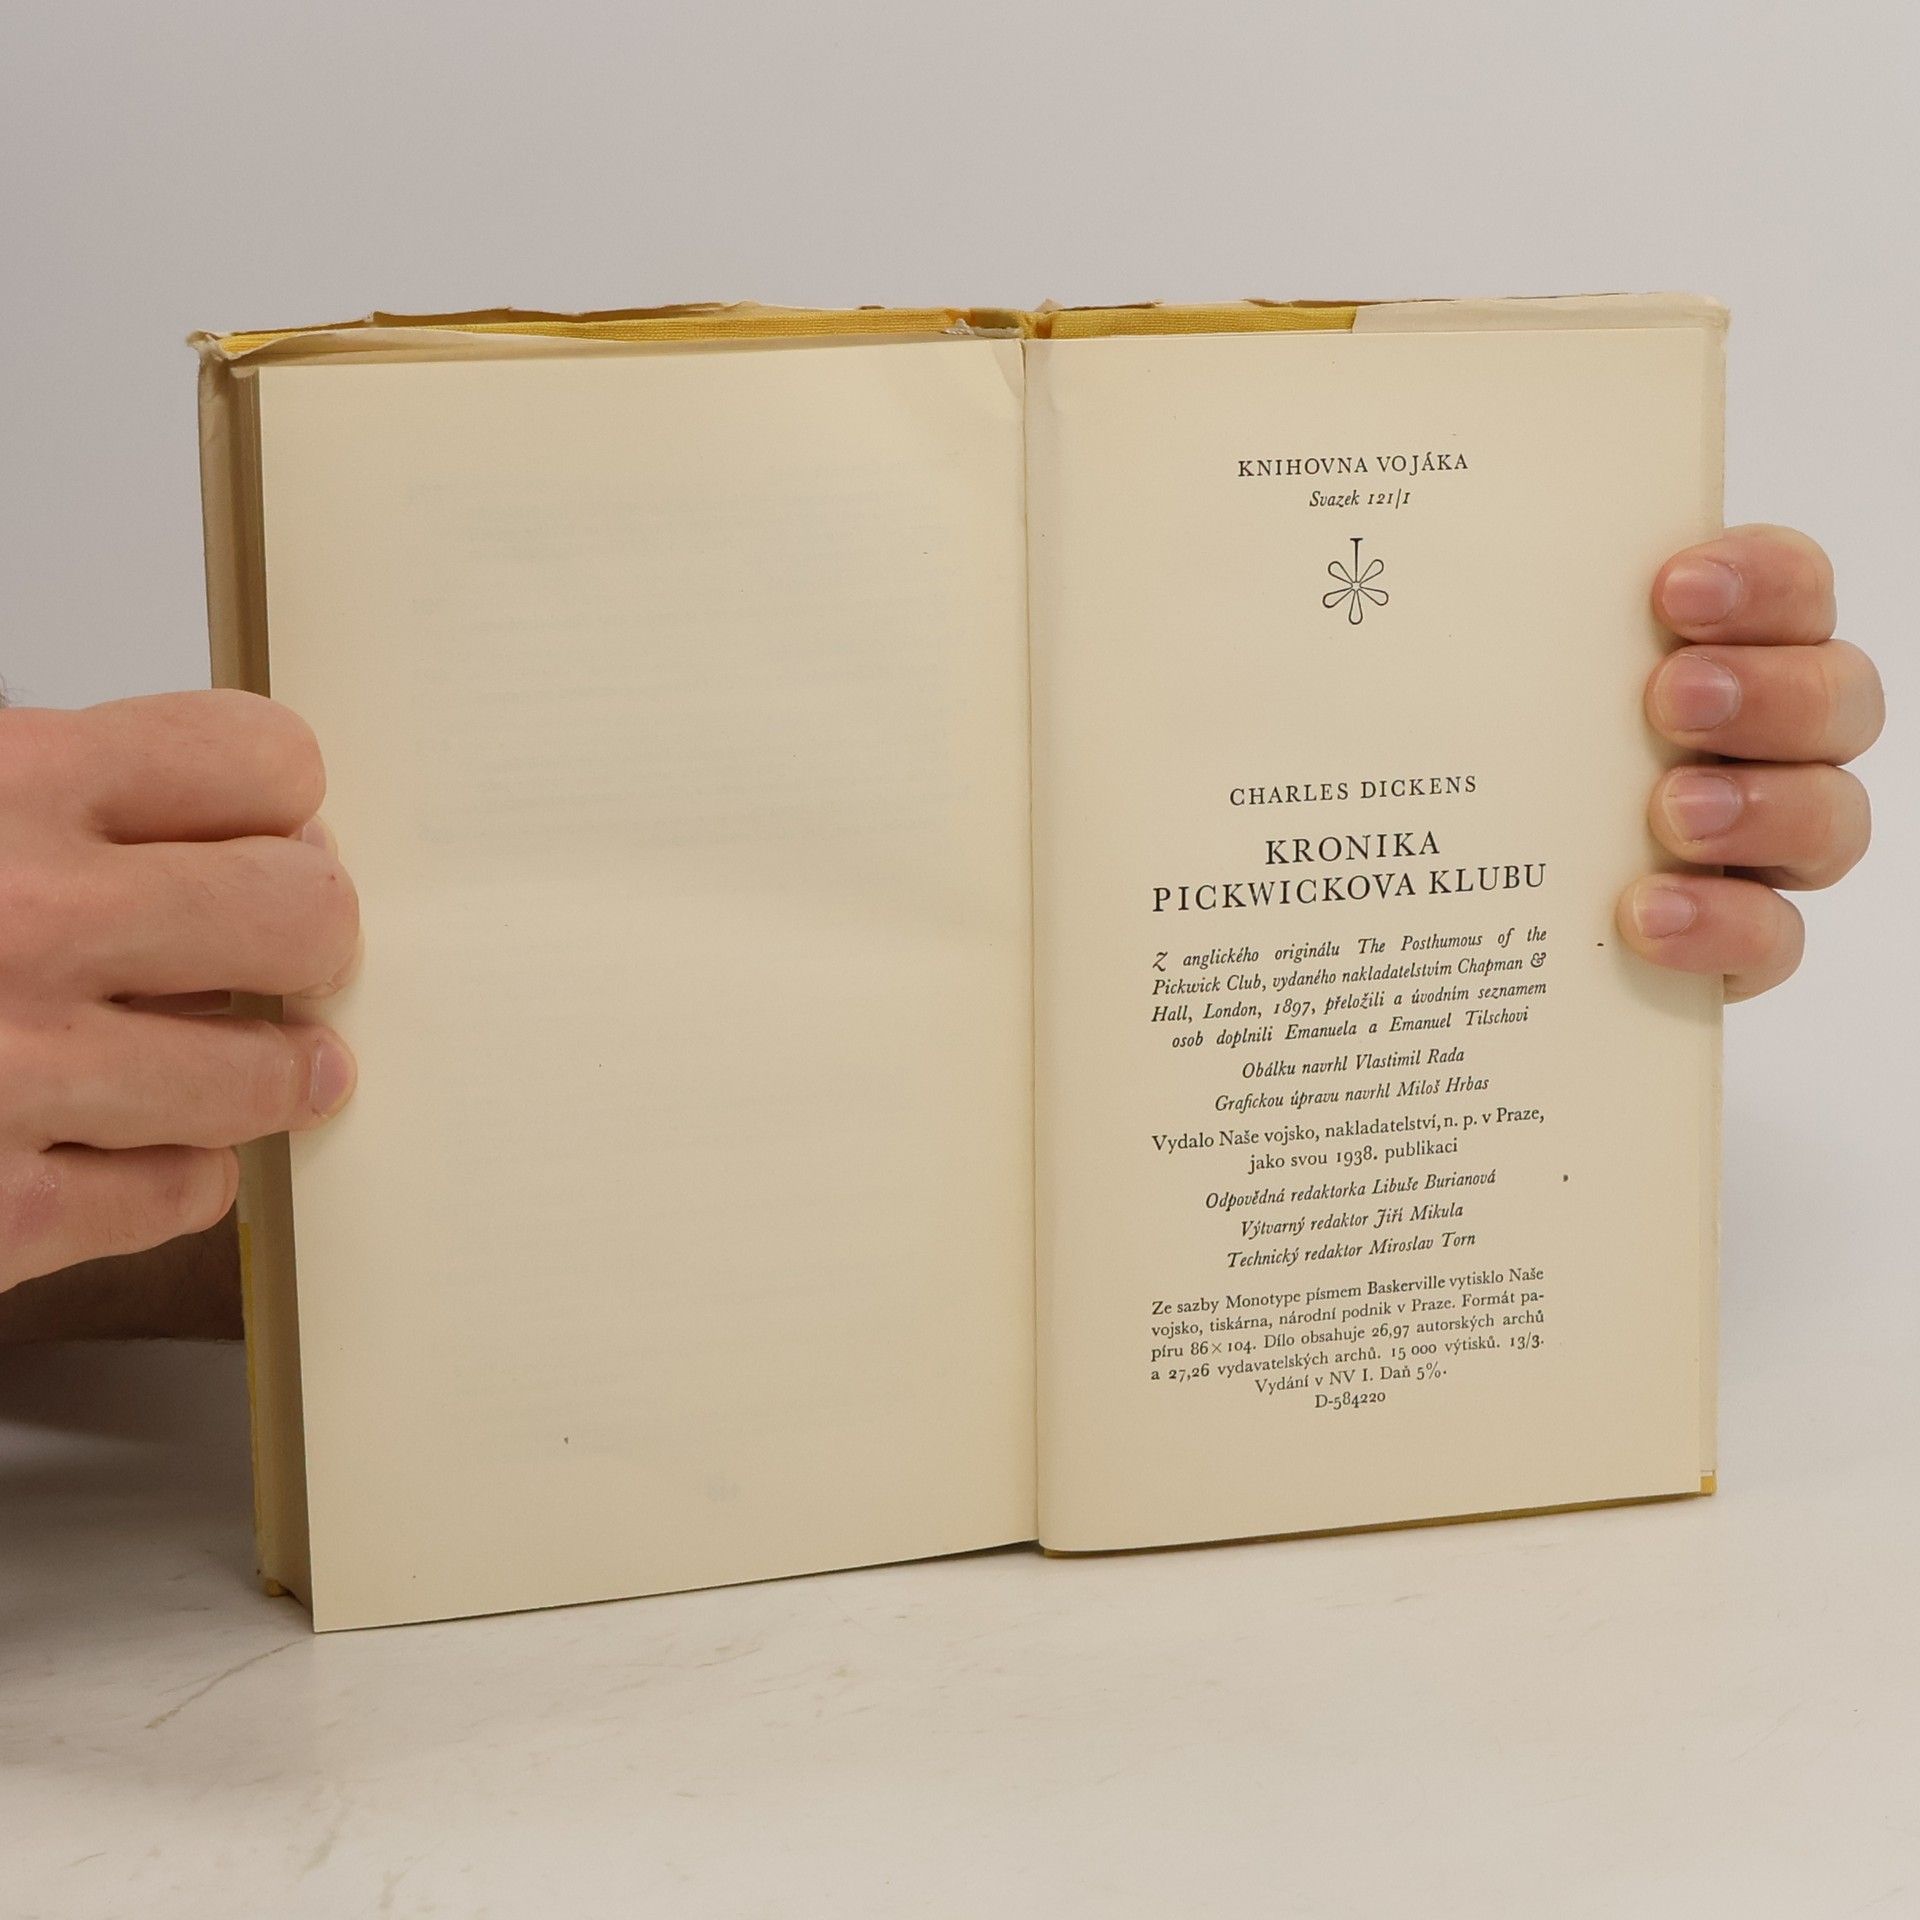 KNIHOVNA VOJÁKA
Svazek 121/1
CHARLES DICKENS
KRONIKA
PICKWICKOVA KLUBU
Z anglického originálu The Posthumous of the
Pickwick Club, vydaného nakladatelstvím Chapman &
Hall, London, 1897, přeložili a úvodním seznamem
osob doplnili Emanuela a Emanuel Tilschovi
Obálku navrhl Vlastimil Rada
Grafickou úpravu navrhl Miloš Hrbas
Vydalo Naše vojsko, nakladatelství, n. p. v Praze,
jako svou 1938. publikaci
Odpovědná redaktorka Libuše Burianová
Výtvarný redaktor Jiří Mikula
Technický redaktor Miroslav Torn
Ze sazby Monotype písmem Baskerville vytisklo Naše
vojsko, tiskárna, národní podnik v Praze. Formát pa-
píru 86×104. Dílo obsahuje 26,97 autorských archů
a 27,26 vydavatelských archů. 15 000 výtisků. 13/3.
Vydání v NV I. Daň 5%.
D-584220